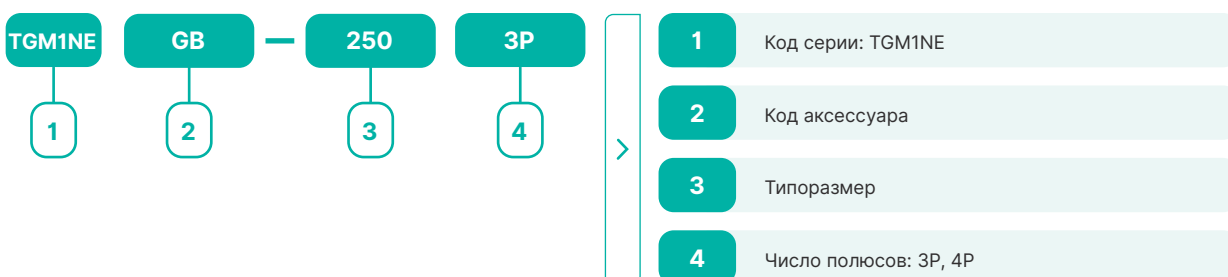 TGM1NE GB — 250 3P
1 2 3 4
1 Код серии: TGM1NE
2 Код аксессуара
3 Типоразмер
4 Число полюсов: 3P, 4P